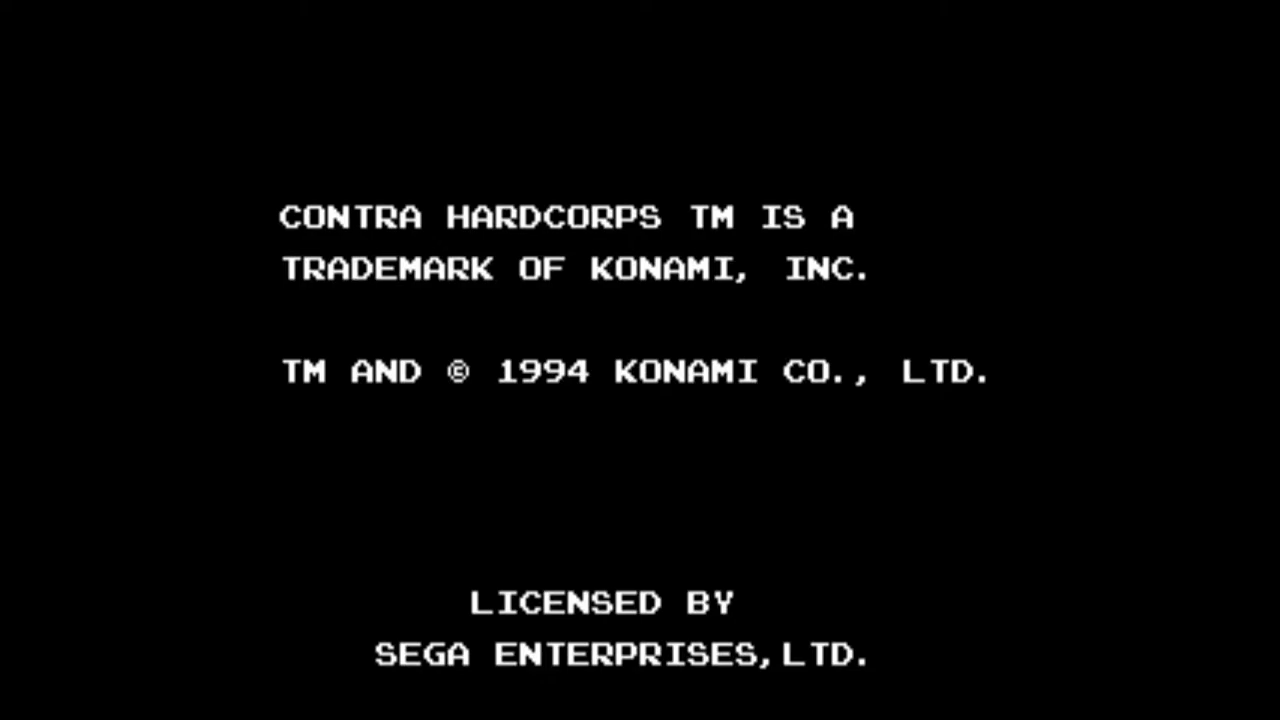 CONTRA HARDCORPS TM IS A
TRADEMARK OF KONAMI, INC.
TM AND © 1994 KONAMI CO., LTD.
LICENSED BY
SEGA ENTERPRISES,LTD.